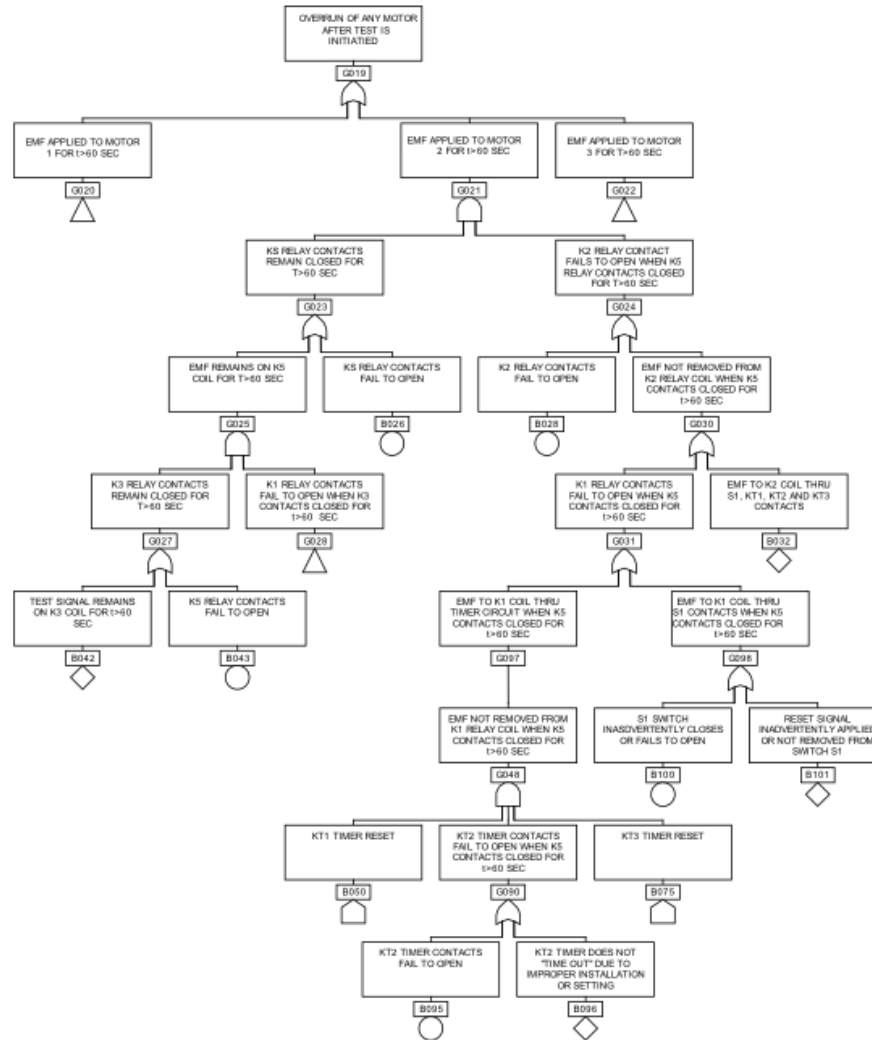 OVERRUN OF ANY MOTOR
AFTER TEST IS
INITIATIED
G019
EMF APPLIED TO MOTOR
1 FOR t>60 SEC
G020
EMF APPLIED TO MOTOR
2 FOR t>60 SEC
G021
EMF APPLIED TO MOTOR
3 FOR T>60 SEC
G022
KS RELAY CONTACTS
REMAIN CLOSED FOR
T>60 SEC
G023
K2 RELAY CONTACT
FAILS TO OPEN WHEN K5
RELAY CONTACTS CLOSED
FOR T>60 SEC
G024
EMF REMAINS ON K5
COIL FOR T>60 SEC
G025
KS RELAY CONTACTS
FAIL TO OPEN
B026
K2 RELAY CONTACTS
FAIL TO OPEN
B028
EMF NOT REMOVED FROM
K2 RELAY COIL WHEN K5
CONTACTS CLOSED FOR
t>60 SEC
G030
K3 RELAY CONTACTS
REMAIN CLOSED FOR
T>60 SEC
G027
K1 RELAY CONTACTS
FAIL TO OPEN WHEN K3
CONTACTS CLOSED FOR
t>60 SEC
G028
K1 RELAY CONTACTS
FAIL TO OPEN WHEN K5
CONTACTS CLOSED FOR
t>60 SEC
G031
EMF TO K2 COIL THRU
S1, KT1, KT2 AND KT3
CONTACTS
B032
TEST SIGNAL REMAINS
ON K3 COIL FOR t>60
SEC
B042
K5 RELAY CONTACTS
FAIL TO OPEN
B043
EMF TO K1 COIL THRU
TIMER CIRCUIT WHEN K5
CONTACTS CLOSED FOR
t>60 SEC
G097
EMF TO K1 COIL THRU
S1 CONTACTS WHEN K5
CONTACTS CLOSED FOR
t>60 SEC
G098
EMF NOT REMOVED FROM
K1 RELAY COIL WHEN K5
CONTACTS CLOSED FOR
t>60 SEC
G048
S1 SWITCH
INASDVERTENTLY CLOSES
OR FAILS TO OPEN
B100
RESET SIGNAL
INADVERTENTLY APPLIED
OR NOT REMOVED FROM
SWITCH S1
B101
KT1 TIMER RESET
B050
KT2 TIMER CONTACTS
FAIL TO OPEN WHEN K5
CONTACTS CLOSED FOR
t>60 SEC
G090
KT3 TIMER RESET
B075
KT2 TIMER CONTACTS
FAIL TO OPEN
B095
KT2 TIMER DOES NOT
"TIME OUT" DUE TO
IMPROPER INSTALLATION
OR SETTING
B096